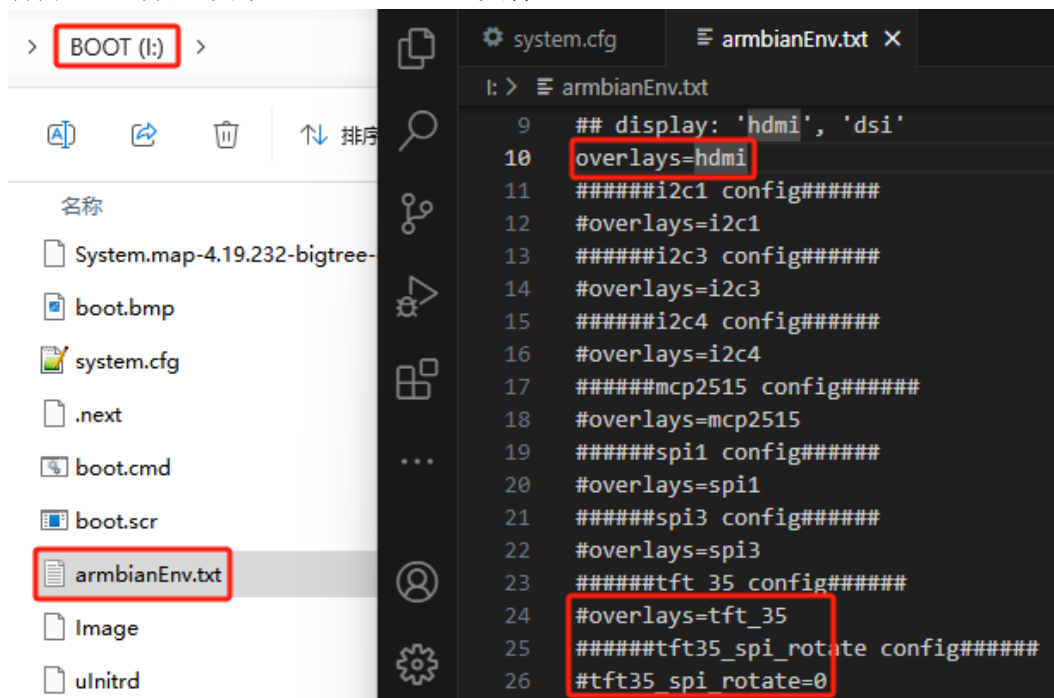 > BOOT (I:) >
排序
名称
System.map-4.19.232-bigtree-
boot.bmp
system.cfg
.next
boot.cmd
boot.scr
armbianEnv.txt
Image
uInitrd
system.cfg
armbianEnv.txt ×
I: > armbianEnv.txt
9 ## display: 'hdmi', 'dsi'
10 overlays=hdmi
11 ######i2c1 config######
12 #overlays=i2c1
13 ######i2c3 config######
14 #overlays=i2c3
15 ######i2c4 config######
16 #overlays=i2c4
17 ######mcp2515 config######
18 #overlays=mcp2515
19 ######spi1 config######
20 #overlays=spi1
21 ######spi3 config######
22 #overlays=spi3
23 ######tft_35 config######
24 #overlays=tft_35
25 ######tft35_spi_rotate config######
26 #tft35_spi_rotate=0